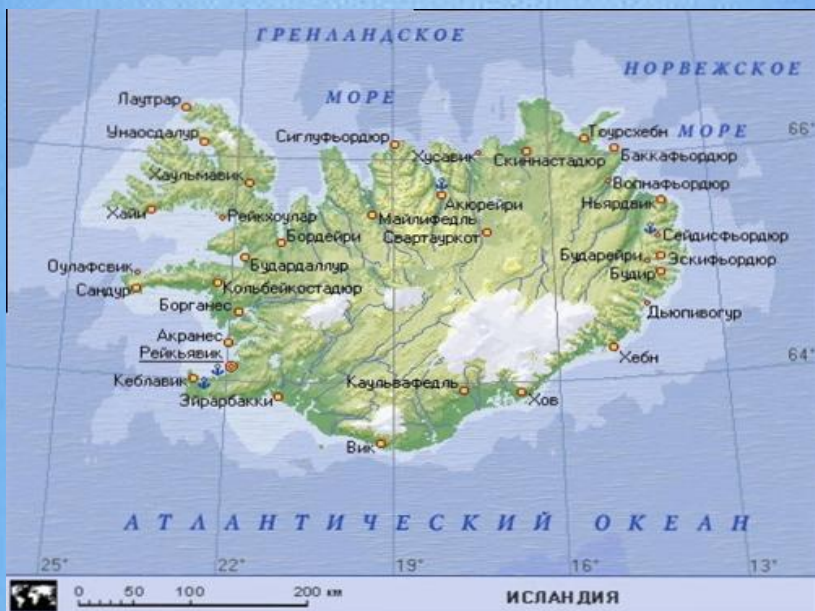 ГРЕНЛАНДСКОЕ
МОРЕ
НОРВЕЖСКОЕ
МОРЕ
Лаутрар
Унаосдалур
Сиглуфьордюр
Хусавик
Скиннастадюр
Тоурсхебн
Баккафьордюр
66°
Хаульмавик
Акюрейри
Вопнафьордюр
Ньярдвик
Хайи
Рейкхоулар
Майлифедль
Свартауркот
Сейдисфьордюр
Бордейри
Оулафсвик
Будардаллур
Бударейри
Эскифьордюр
Будир
Сандур
Кольбейкостадюр
Борганес
Дьюпивогур
Акранес
Рейкьявик
Хебн
64°
Кеблавик
Каульвафедль
Эйрарбакки
Хов
Вик
АТЛАНТИЧЕСКИЙ ОКЕАН
25° 22° 19° 16° 13°
0 50 100 200 км
ИСЛАНДИЯ